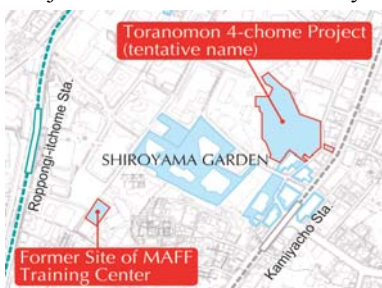 Toranomon 4-chome Project
(tentative name)
Roppongi-itchome Sta.
SHIROYAMA GARDEN
Kamiyacho Sta.
Former Site of MAFF
Training Center